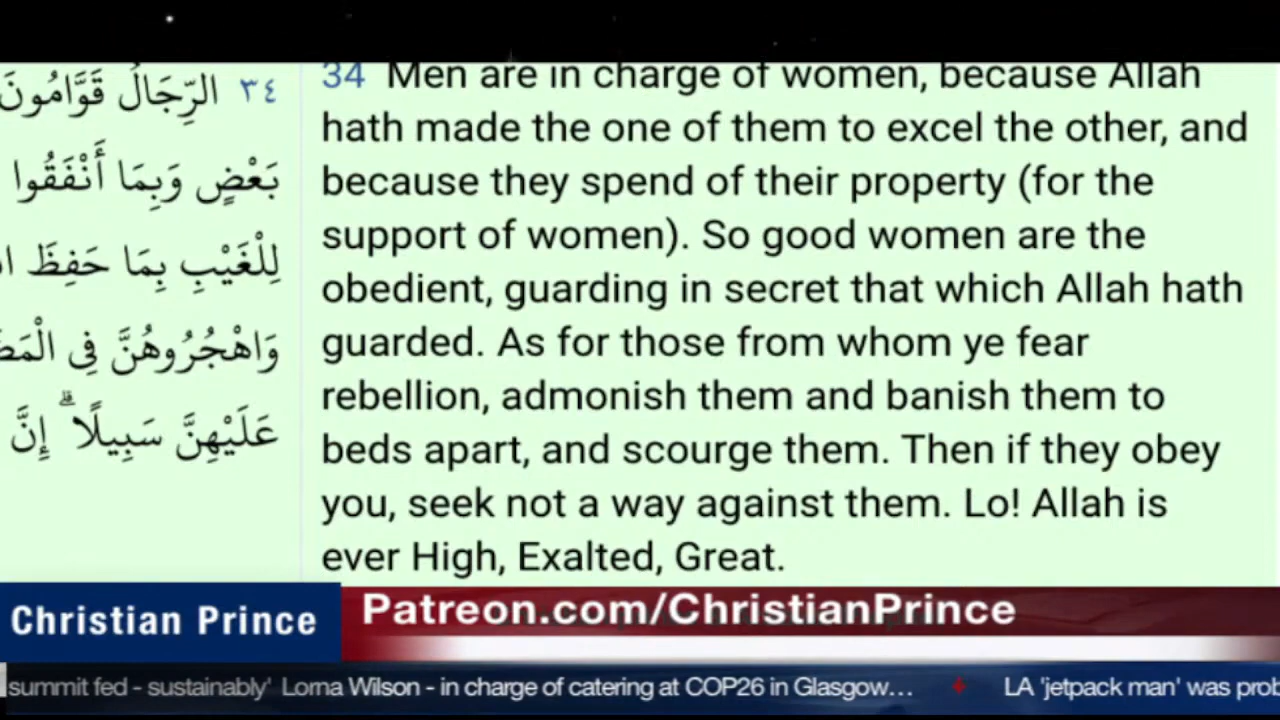 ٣٤ الرِّجَالُ قَوَّامُونَ
بَعْضٍ وَبِمَا أَنْفَقُوا
لِلْغَيْبِ بِمَا حَفِظَ
وَاهْجُرُوهُنَّ فِي
عَلَيْهِنَّ سَبِيلًا ۗ إِنَّ
34 Men are in charge of women, because Allah
hath made the one of them to excel the other, and
because they spend of their property (for the
support of women). So good women are the
obedient, guarding in secret that which Allah hath
guarded. As for those from whom ye fear
rebellion, admonish them and banish them to
beds apart, and scourge them. Then if they obey
you, seek not a way against them. Lo! Allah is
ever High, Exalted, Great.
Christian Prince
Patreon.com/ChristianPrince
summit fed - sustainably' Lorna Wilson - in charge of catering at COP26 in Glasgow... LA 'jetpack man' was prob